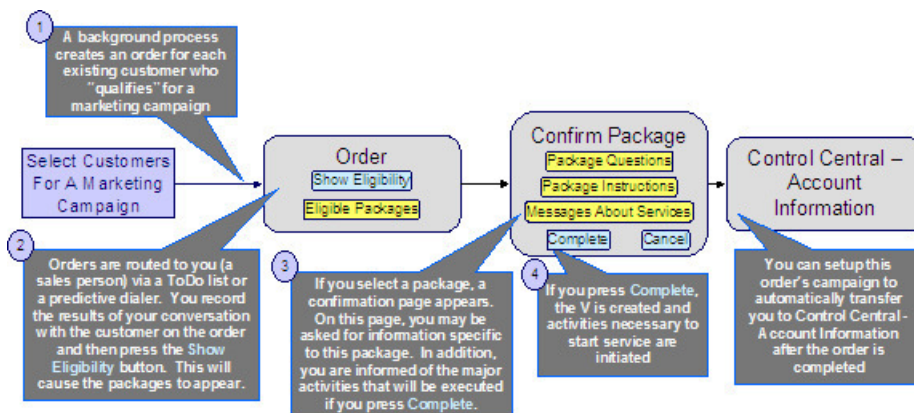 1
A background process
creates an order for each
existing customer who
"qualifies" for a
marketing campaign
Select Customers
For A Marketing
Campaign
Order
Show Eligibility
Eligible Packages
Confirm Package
Package Questions
Package Instructions
Messages About Services
Complete
Cancel
Control Central –
Account
Information
2
Orders are routed to you (a
sales person) via a ToDo list or
a predictive dialer. You record
the results of your conversation
with the customer on the order
and then press the Show
Eligibility button. This will
cause the packages to appear.
3
If you select a package, a
confirmation page appears.
On this page, you may be
asked for information specific
to this package. In addition,
you are informed of the major
activities that will be executed
if you press Complete.
4
If you press Complete,
the V is created and
activities necessary to
start service are
initiated
You can setup this
order's campaign to
automatically transfer
you to Control Central -
Account Information
after the order is
completed